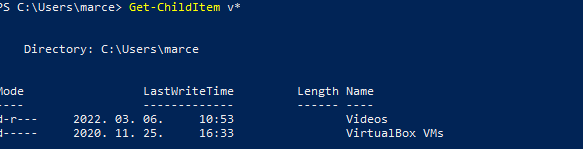 PS C:\Users\marce> Get-ChildItem v*
Directory: C:\Users\marce
Mode LastWriteTime Length Name
---- ------------- ------ ----
d-r--- 2022. 03. 06. 10:53 Videos
d----- 2020. 11. 25. 16:33 VirtualBox VMs